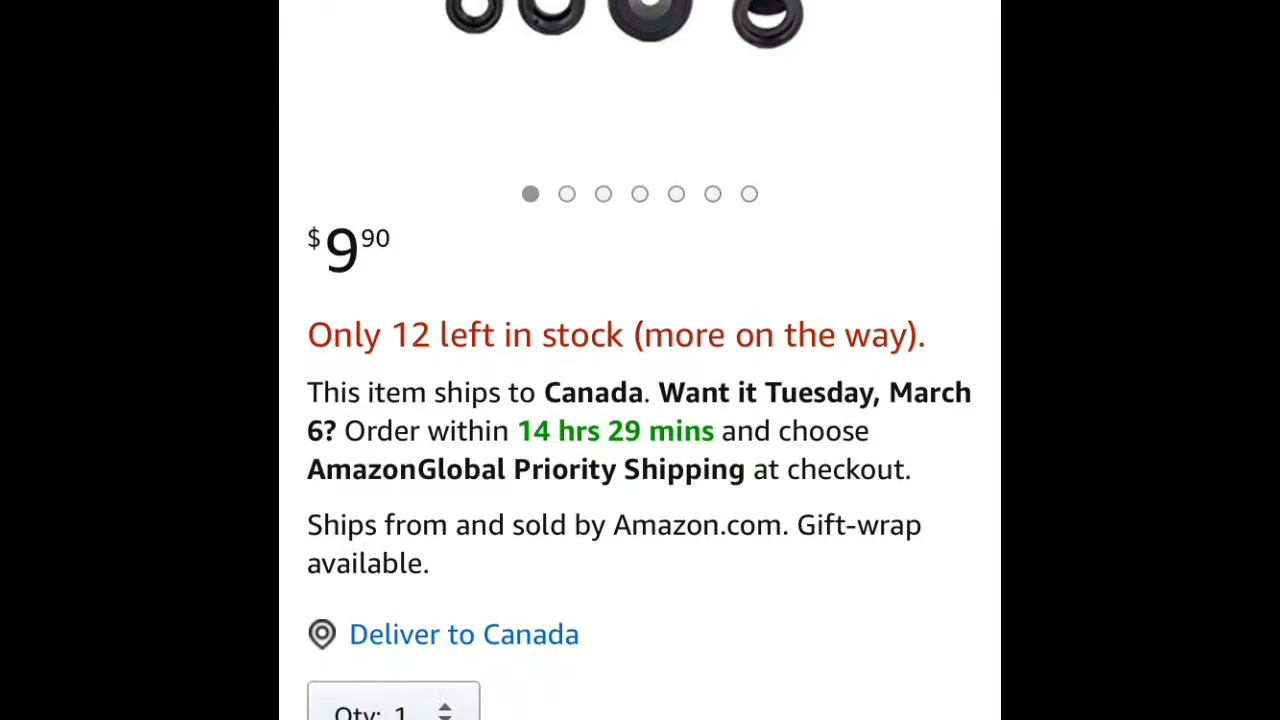 $9 90
Only 12 left in stock (more on the way).
This item ships to Canada. Want it Tuesday, March
6? Order within 14 hrs 29 mins and choose
AmazonGlobal Priority Shipping at checkout.
Ships from and sold by Amazon.com. Gift-wrap
available.
Deliver to Canada
Qty: 1